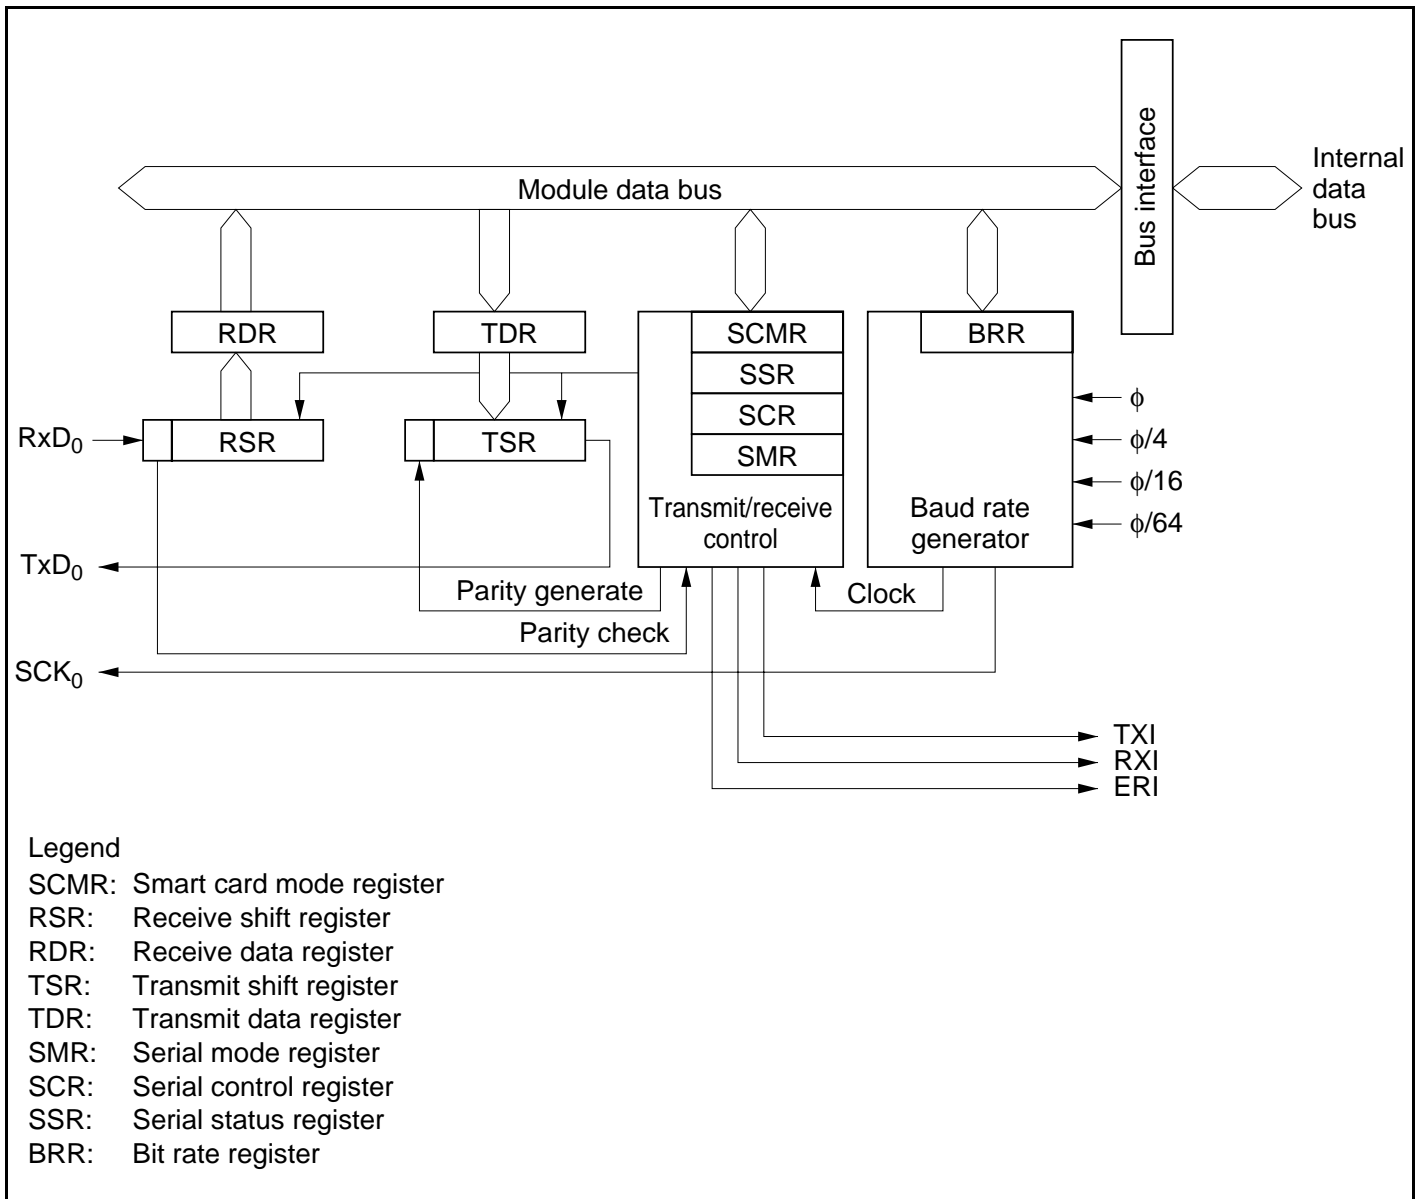 Bus interface
Internal
data
bus
Module data bus
RDR
TDR
SCMR
BRR
SSR
SCR
SMR
RxD0
RSR
TSR
ϕ
ϕ/4
ϕ/16
ϕ/64
Transmit/receive
control
Baud rate
generator
TxD0
Parity generate
Clock
Parity check
SCK0
TXI
RXI
ERI
Legend
SCMR: Smart card mode register
RSR: Receive shift register
RDR: Receive data register
TSR: Transmit shift register
TDR: Transmit data register
SMR: Serial mode register
SCR: Serial control register
SSR: Serial status register
BRR: Bit rate register